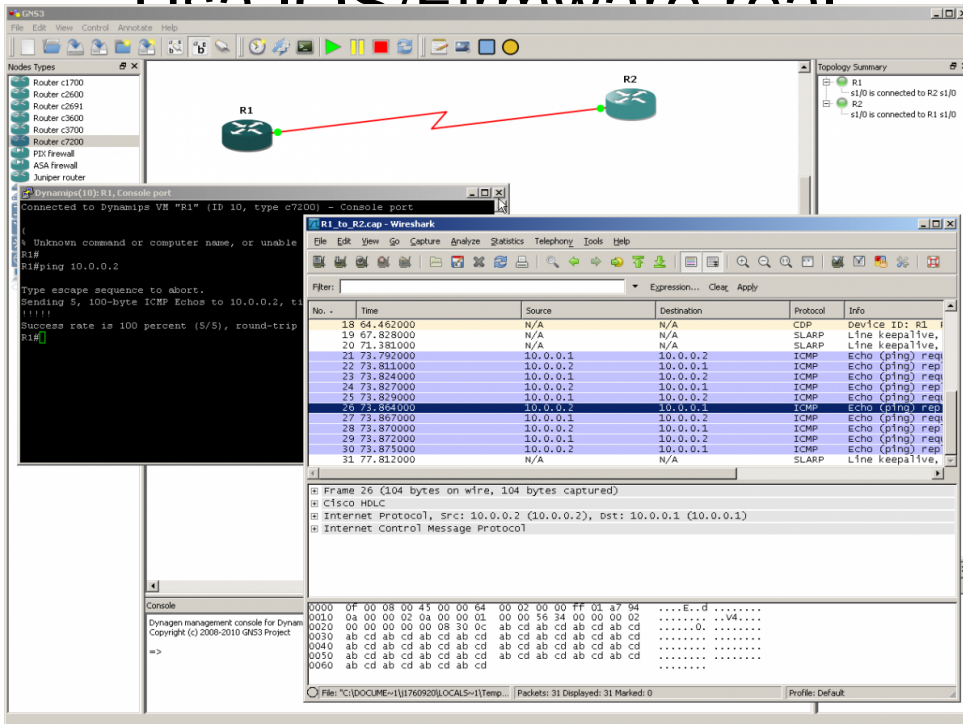 GNS3
File Edit View Control Annotate Help
Nodes Types
Router c1700
Router c2600
Router c2691
Router c3600
Router c3700
Router c7200
PIX firewall
ASA firewall
Juniper router
R1
R2
Topology Summary
R1
s1/0 is connected to R2 s1/0
R2
s1/0 is connected to R1 s1/0
Dynamips(10): R1, Console port
Connected to Dynamips VM "R1" (ID 10, type c7200) - Console port
(
% Unknown command or computer name, or unable
R1#
R1#ping 10.0.0.2
Type escape sequence to abort.
Sending 5, 100-byte ICMP Echos to 10.0.0.2, ti
!!!!!
Success rate is 100 percent (5/5), round-trip
R1#
R1_to_R2.cap - Wireshark
File Edit View Go Capture Analyze Statistics Telephony Tools Help
Filter: Expression... Clear Apply
No. - Time Source Destination Protocol Info
18 64.462000 N/A N/A CDP Device ID: R1
19 67.828000 N/A N/A SLARP Line keepalive,
20 71.381000 N/A N/A SLARP Line keepalive,
21 73.792000 10.0.0.1 10.0.0.2 ICMP Echo (ping) requ
22 73.811000 10.0.0.2 10.0.0.1 ICMP Echo (ping) rep
23 73.824000 10.0.0.1 10.0.0.2 ICMP Echo (ping) requ
24 73.827000 10.0.0.2 10.0.0.1 ICMP Echo (ping) rep
25 73.829000 10.0.0.1 10.0.0.2 ICMP Echo (ping) requ
26 73.864000 10.0.0.2 10.0.0.1 ICMP Echo (ping) rep
27 73.867000 10.0.0.1 10.0.0.2 ICMP Echo (ping) requ
28 73.870000 10.0.0.2 10.0.0.1 ICMP Echo (ping) rep
29 73.872000 10.0.0.1 10.0.0.2 ICMP Echo (ping) requ
30 73.875000 10.0.0.2 10.0.0.1 ICMP Echo (ping) rep
31 77.812000 N/A N/A SLARP Line keepalive,
Frame 26 (104 bytes on wire, 104 bytes captured)
Cisco HDLC
Internet Protocol, Src: 10.0.0.2 (10.0.0.2), Dst: 10.0.0.1 (10.0.0.1)
Internet Control Message Protocol
0000 0f 00 08 00 45 00 00 64 00 02 00 00 ff 01 a7 94 ....E..d ........
0010 0a 00 00 02 0a 00 00 01 00 00 56 34 00 00 00 02 ........ ..V4....
0020 00 00 00 00 00 08 30 0c ab cd ab cd ab cd ab cd ......0. ........
0030 ab cd ab cd ab cd ab cd ab cd ab cd ab cd ab cd ........ ........
0040 ab cd ab cd ab cd ab cd ab cd ab cd ab cd ab cd ........ ........
0050 ab cd ab cd ab cd ab cd ab cd ab cd ab cd ab cd ........ ........
0060 ab cd ab cd ab cd ab cd ........
File: "C:\DOCUME~1\j1760920\LOCALS~1\Temp... Packets: 31 Displayed: 31 Marked: 0 Profile: Default
Console
Dynagen management console for Dynam
Copyright (c) 2008-2010 GNS3 Project
=>